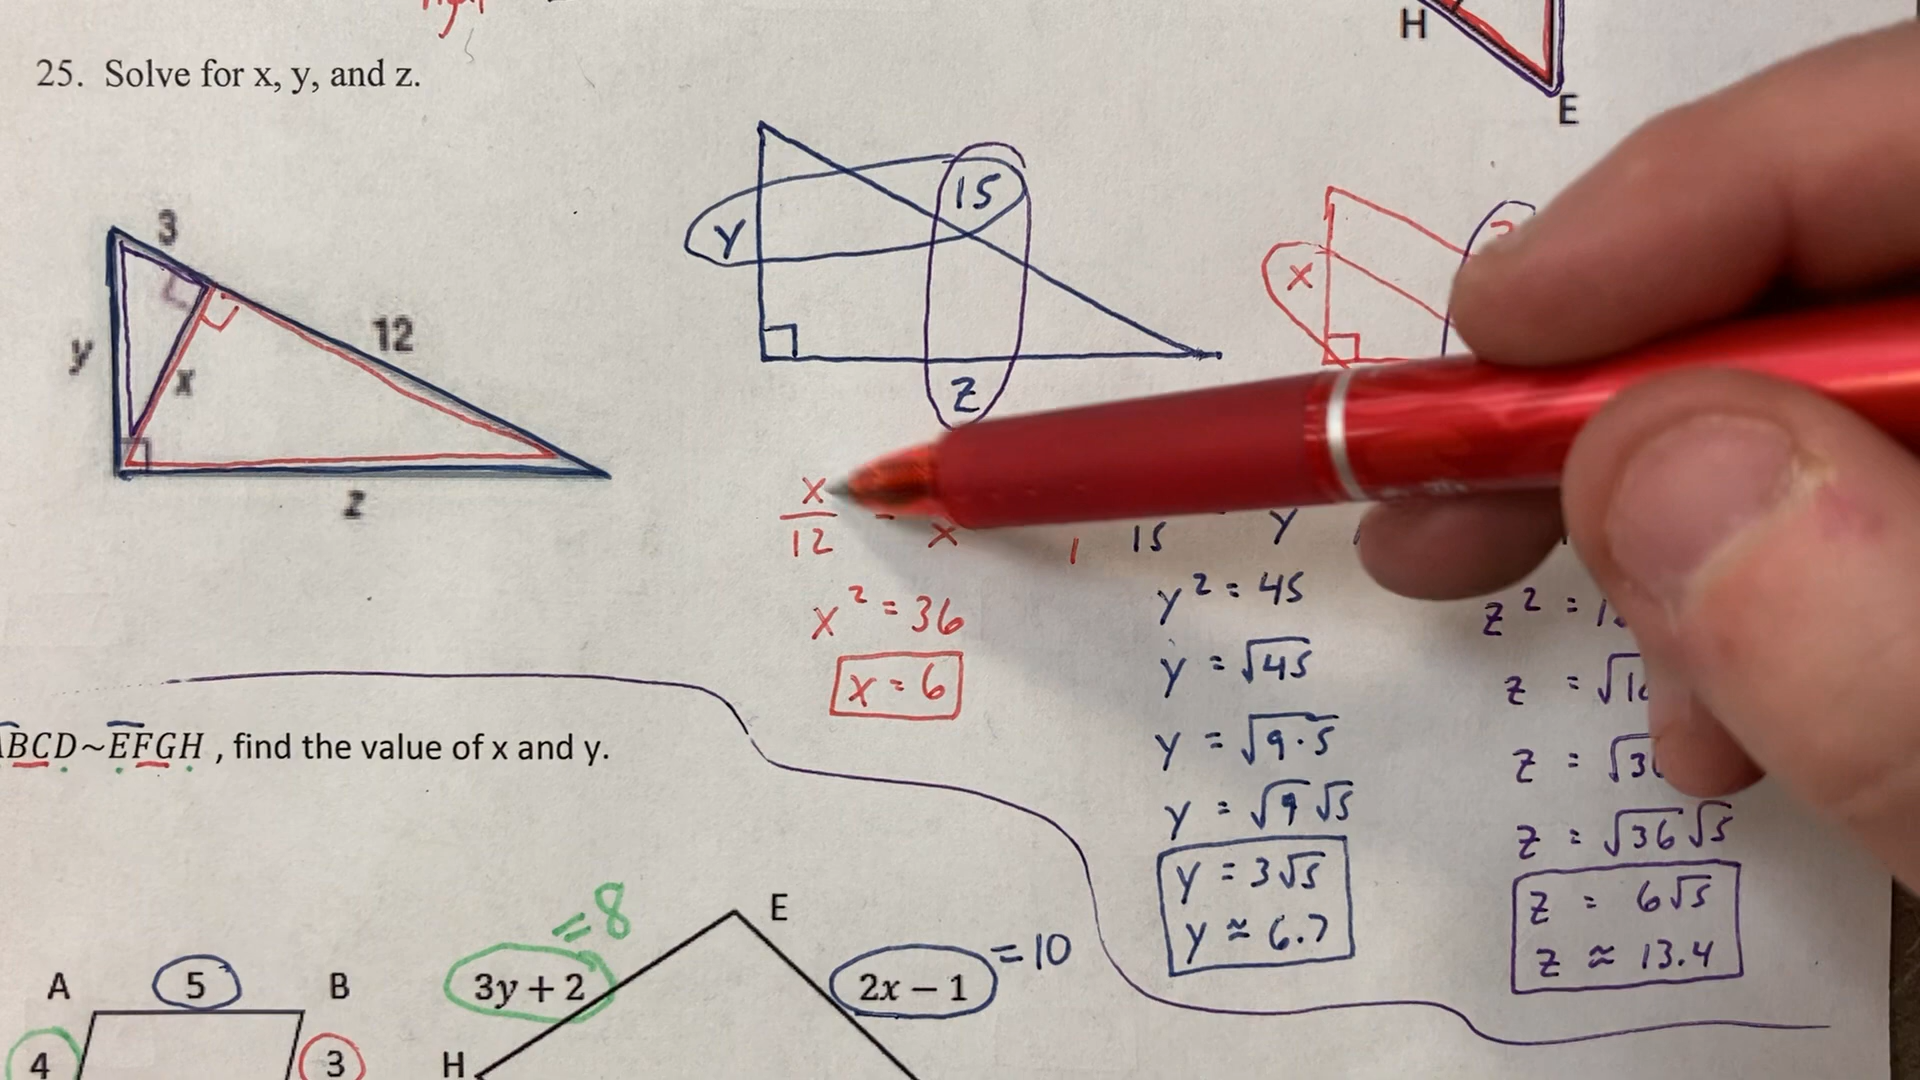 right
H
E
25. Solve for x, y, and z.
3
12
y
x
z
y
15
z
x
x
12
x
1
15
y
x² = 36
x = 6
y² = 45
y = √45
y = √9·5
y = √9 √5
y = 3√5
y ≈ 6.7
z² =
z =
z =
z = √36 √5
z = 6√5
z ≈ 13.4
BCD~EFGH , find the value of x and y.
= 8
E
= 10
A
5
B
3y + 2
2x − 1
4
3
H